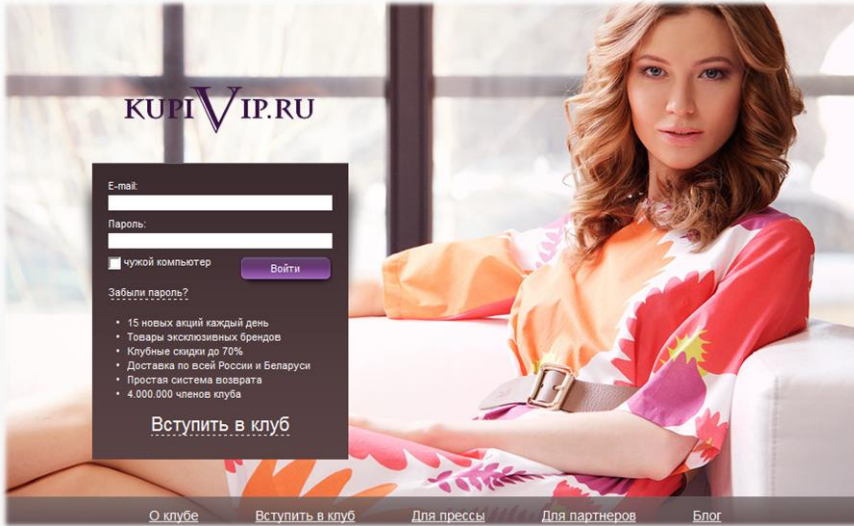 KUPIVIP.RU
E-mail:
Пароль:
чужой компьютер
Войти
Забыли пароль?
• 15 новых акций каждый день
• Товары эксклюзивных брендов
• Клубные скидки до 70%
• Доставка по всей России и Беларуси
• Простая система возврата
• 4.000.000 членов клуба
Вступить в клуб
О клубе Вступить в клуб Для прессы Для партнеров Блог